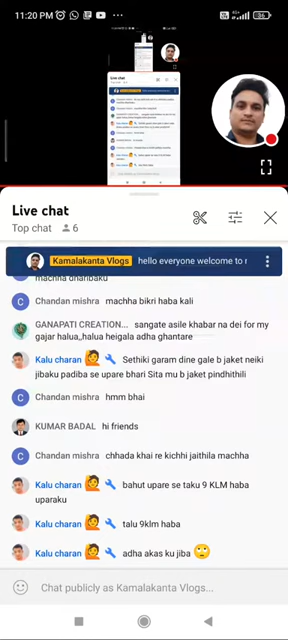 11:20 PM
4G+
36
Live chat
Top chat 6
Kamalakanta Vlogs hello everyone welcome to
machha dharibaku
Chandan mishra machha bikri haba kali
GANAPATI CREATION... sangate asile khabar na dei for my
gajar halua,,halua heigala adha ghantare
Kalu charan Sethiki garam dine gale b jaket neiki
jibaku padiba se upare bhari Sita mu b jaket pindhithili
Chandan mishra hmm bhai
KUMAR BADAL hi friends
Chandan mishra chhada khai re kichhi jaithila machha
Kalu charan bahut upare se taku 9 KLM haba
uparaku
Kalu charan talu 9klm haba
Kalu charan adha akas ku jiba
Chat publicly as Kamalakanta Vlogs...